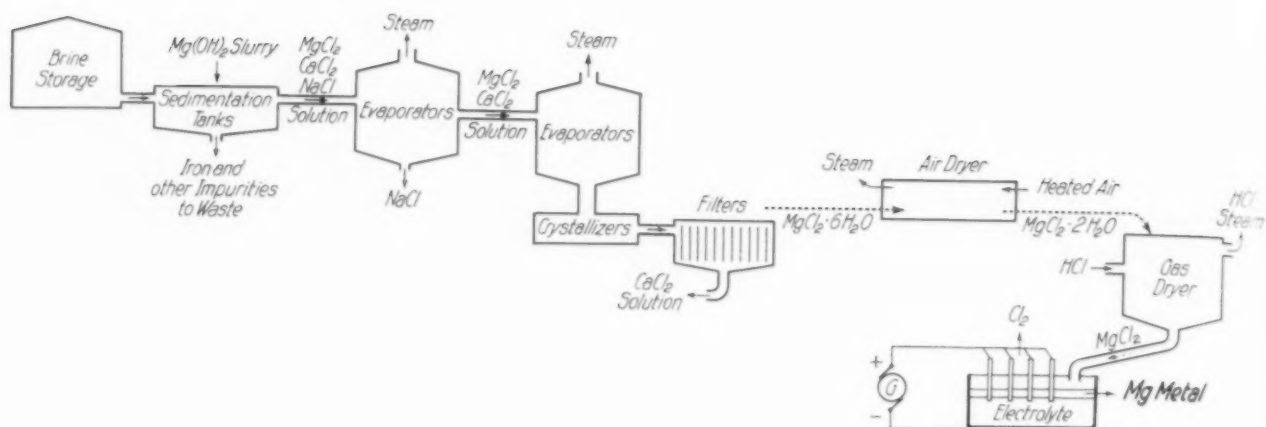 Brine
Storage
Mg(OH)₂ Slurry
Sedimentation
Tanks
Iron and
other Impurities
to Waste
MgCl₂
CaCl₂
NaCl
Solution
Steam
Evaporators
NaCl
MgCl₂
CaCl₂
Solution
Steam
Evaporators
Crystallizers
Filters
CaCl₂
Solution
MgCl₂·6H₂O
Steam
Air Dryer
Heated Air
MgCl₂·2H₂O
HCl
Steam
HCl
Gas
Dryer
MgCl₂
Cl₂
+
G
-
Electrolyte
Mg Metal